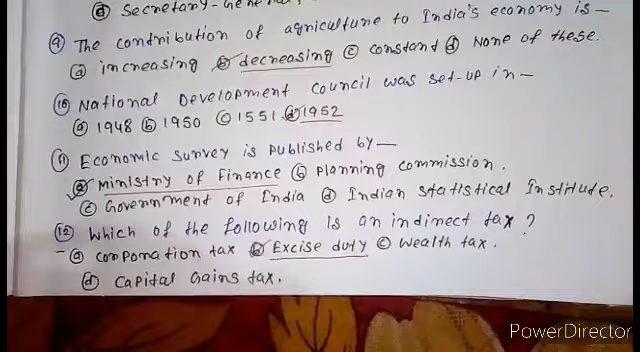 ⓓ Secretary-General
⑨ The contribution of agriculture to India's economy is —
ⓐ increasing ⓑ decreasing ⓒ constant ⓓ None of these.
⑩ National Development Council was set-up in —
ⓐ 1948 ⓑ 1950 ⓒ 1551 ⓓ 1952
⑪ Economic survey is published by —
ⓐ ministry of Finance ⓑ planning commission.
ⓒ Government of India ⓓ Indian statistical Institute.
⑫ Which of the following is an indirect tax?
ⓐ corporation tax ⓑ Excise duty ⓒ wealth tax.
ⓓ capital Gains tax.
PowerDirector